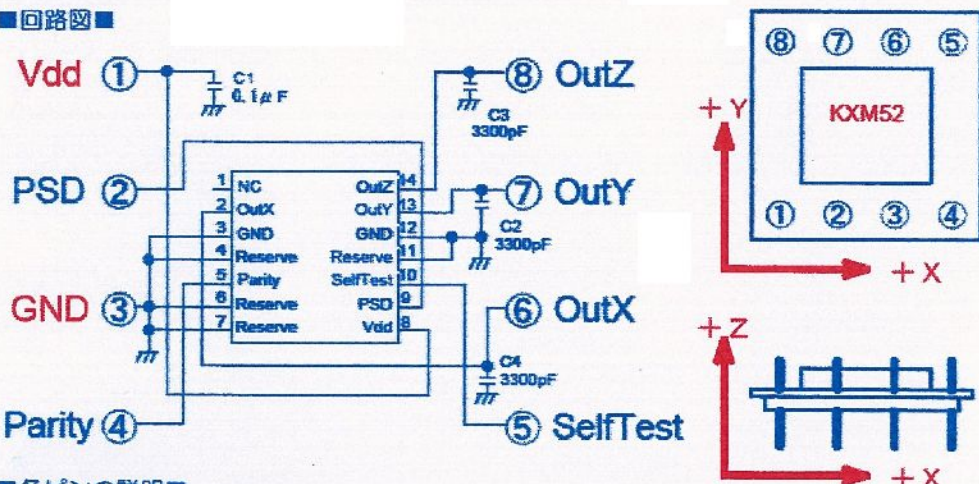 ■回路図■
Vdd ①
C1
0.1μF
PSD ②
GND ③
Parity ④
1 NC
2 OutX
3 GND
4 Reserve
5 Parity
6 Reserve
7 Reserve
OutZ 14
OutY 13
GND 12
Reserve 11
SelfTest 10
PSD 9
Vdd 8
⑧ OutZ
C3
3300pF
⑦ OutY
C2
3300pF
⑥ OutX
C4
3300pF
⑤ SelfTest
⑧ ⑦ ⑥ ⑤
KXM52
① ② ③ ④
+Y
+X
+Z
+X